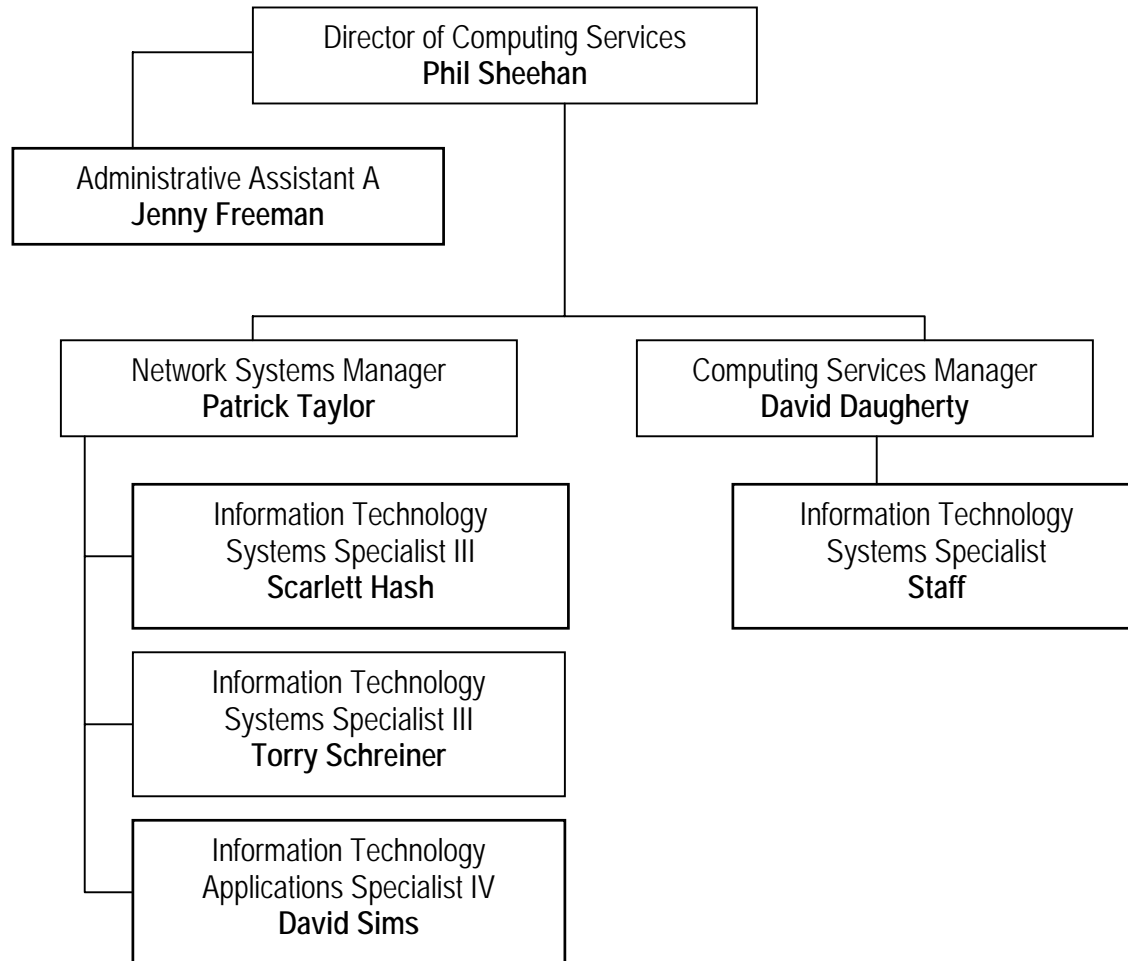 Director of Computing Services
Phil Sheehan
Administrative Assistant A
Jenny Freeman
Network Systems Manager
Patrick Taylor
Computing Services Manager
David Daugherty
Information Technology
Systems Specialist III
Scarlett Hash
Information Technology
Systems Specialist
Staff
Information Technology
Systems Specialist III
Torry Schreiner
Information Technology
Applications Specialist IV
David Sims